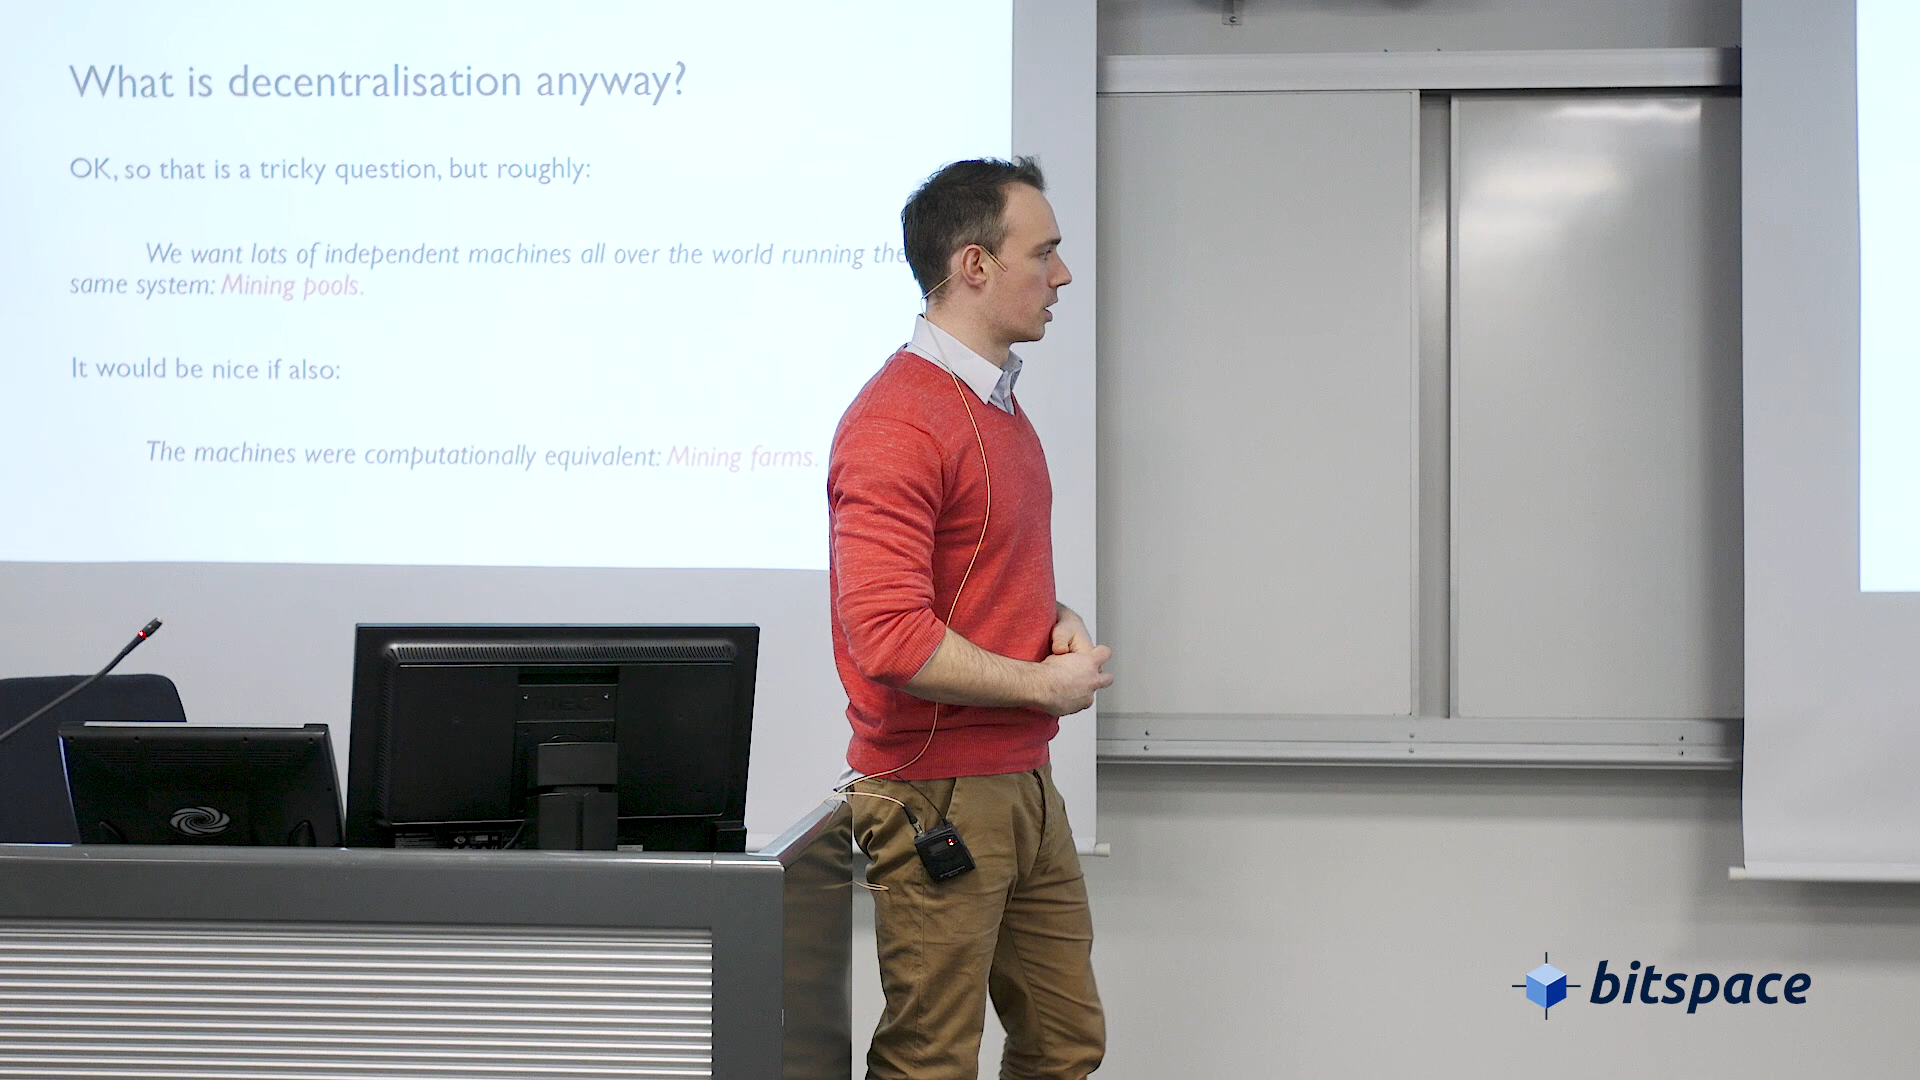 What is decentralisation anyway?
OK, so that is a tricky question, but roughly:
We want lots of independent machines all over the world running the
same system: Mining pools.
It would be nice if also:
The machines were computationally equivalent: Mining farms.
bitspace